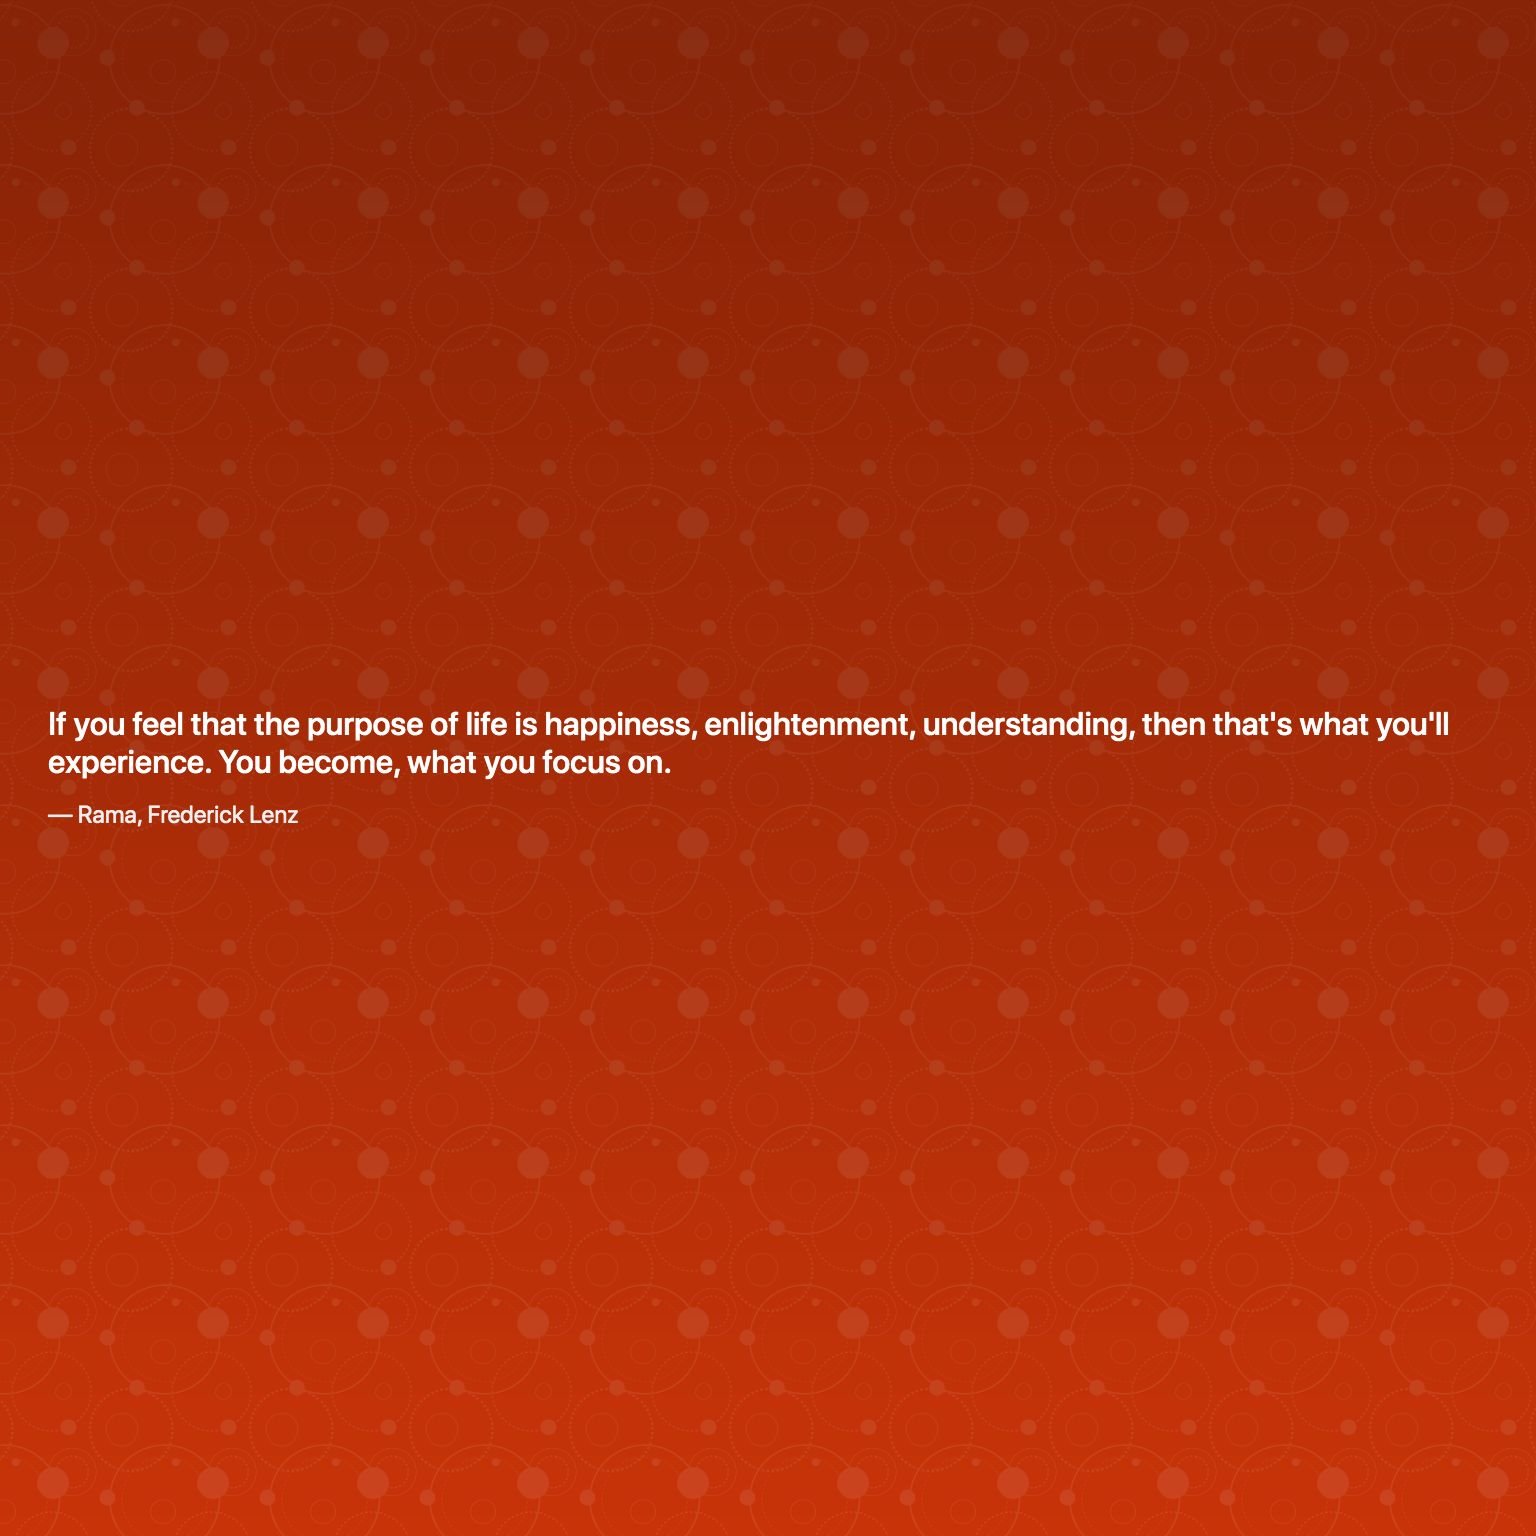 If you feel that the purpose of life is happiness, enlightenment, understanding, then that's what you'll
experience. You become, what you focus on.
— Rama, Frederick Lenz